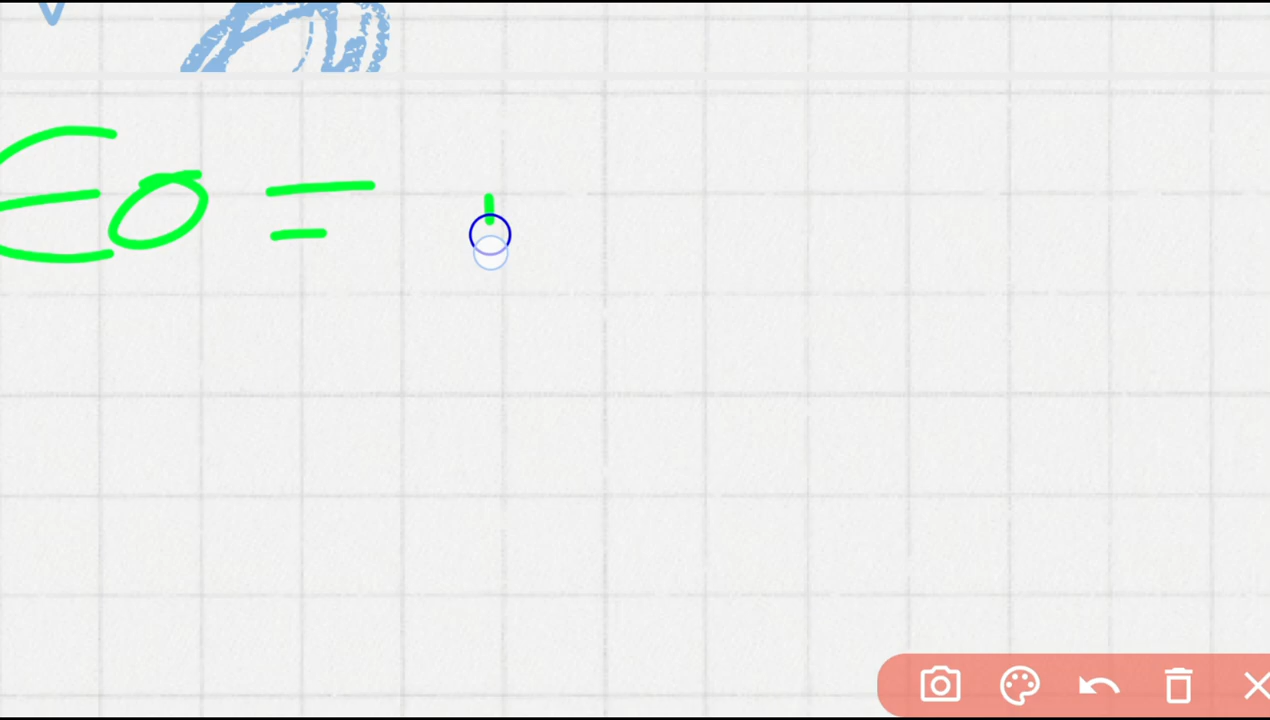 Eo =